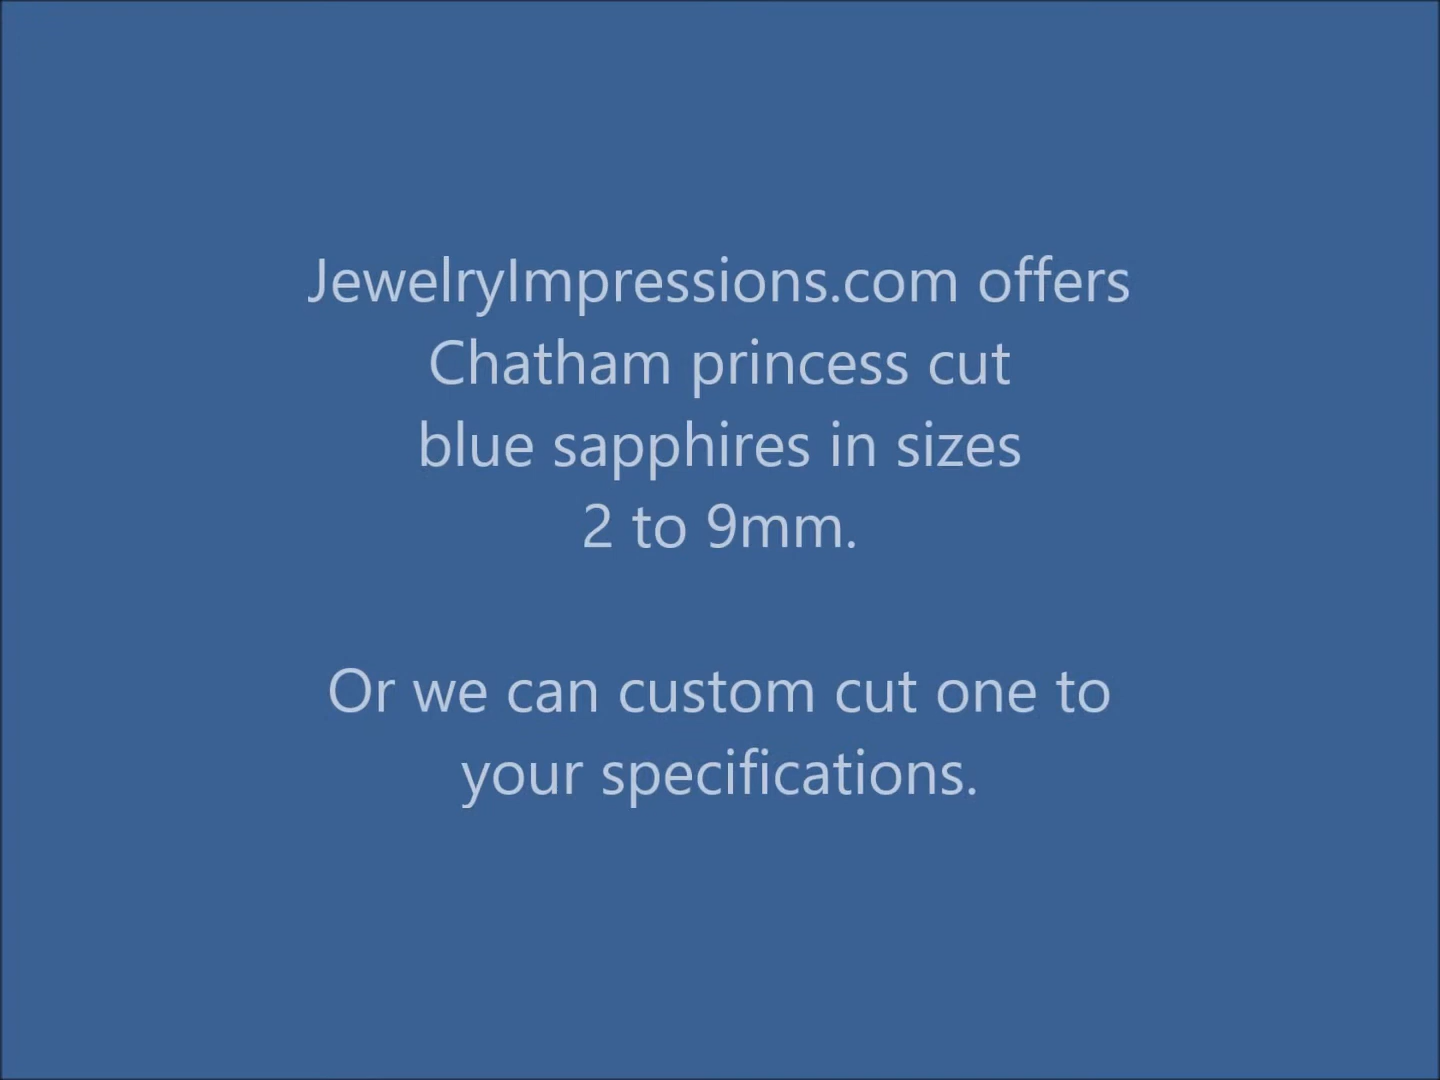 JewelryImpressions.com offers
Chatham princess cut
blue sapphires in sizes
2 to 9mm.
Or we can custom cut one to
your specifications.